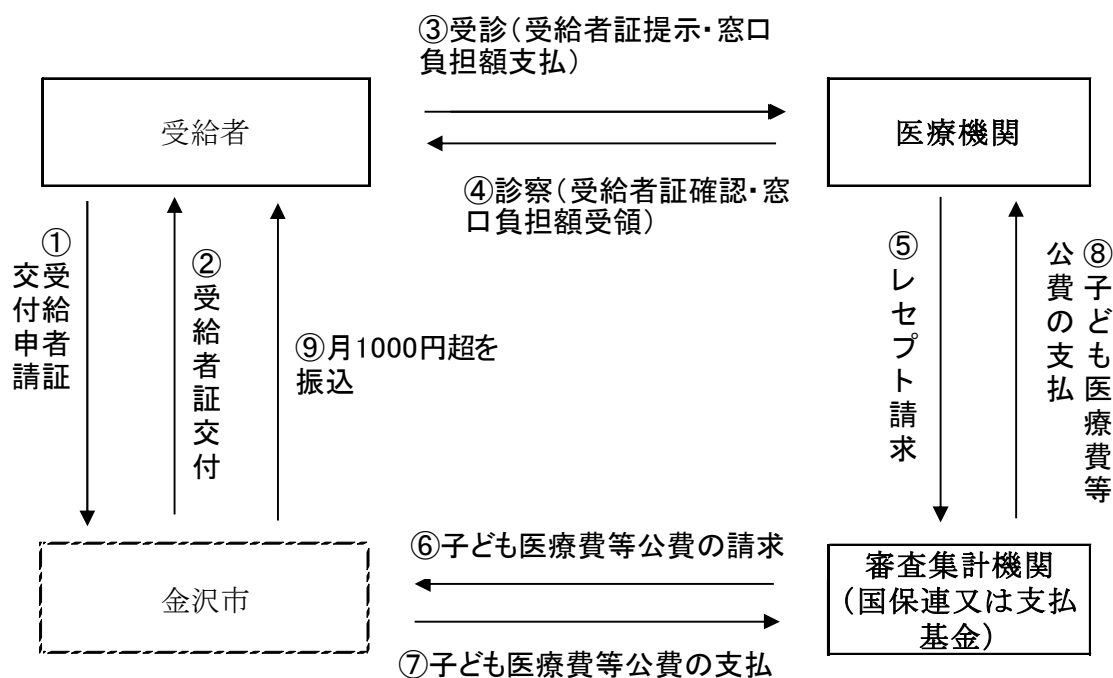 ③受診（受給者証提示・窓口
負担額支払）
受給者
医療機関
④診察（受給者証確認・窓
口負担額受領）
①受給者証
交付申請
②受給者証交付
⑨月1000円超を
振込
⑤レセプト請求
⑧子ども医療費等
公費の支払
⑥子ども医療費等公費の請求
金沢市
審査集計機関
（国保連又は支払
基金）
⑦子ども医療費等公費の支払